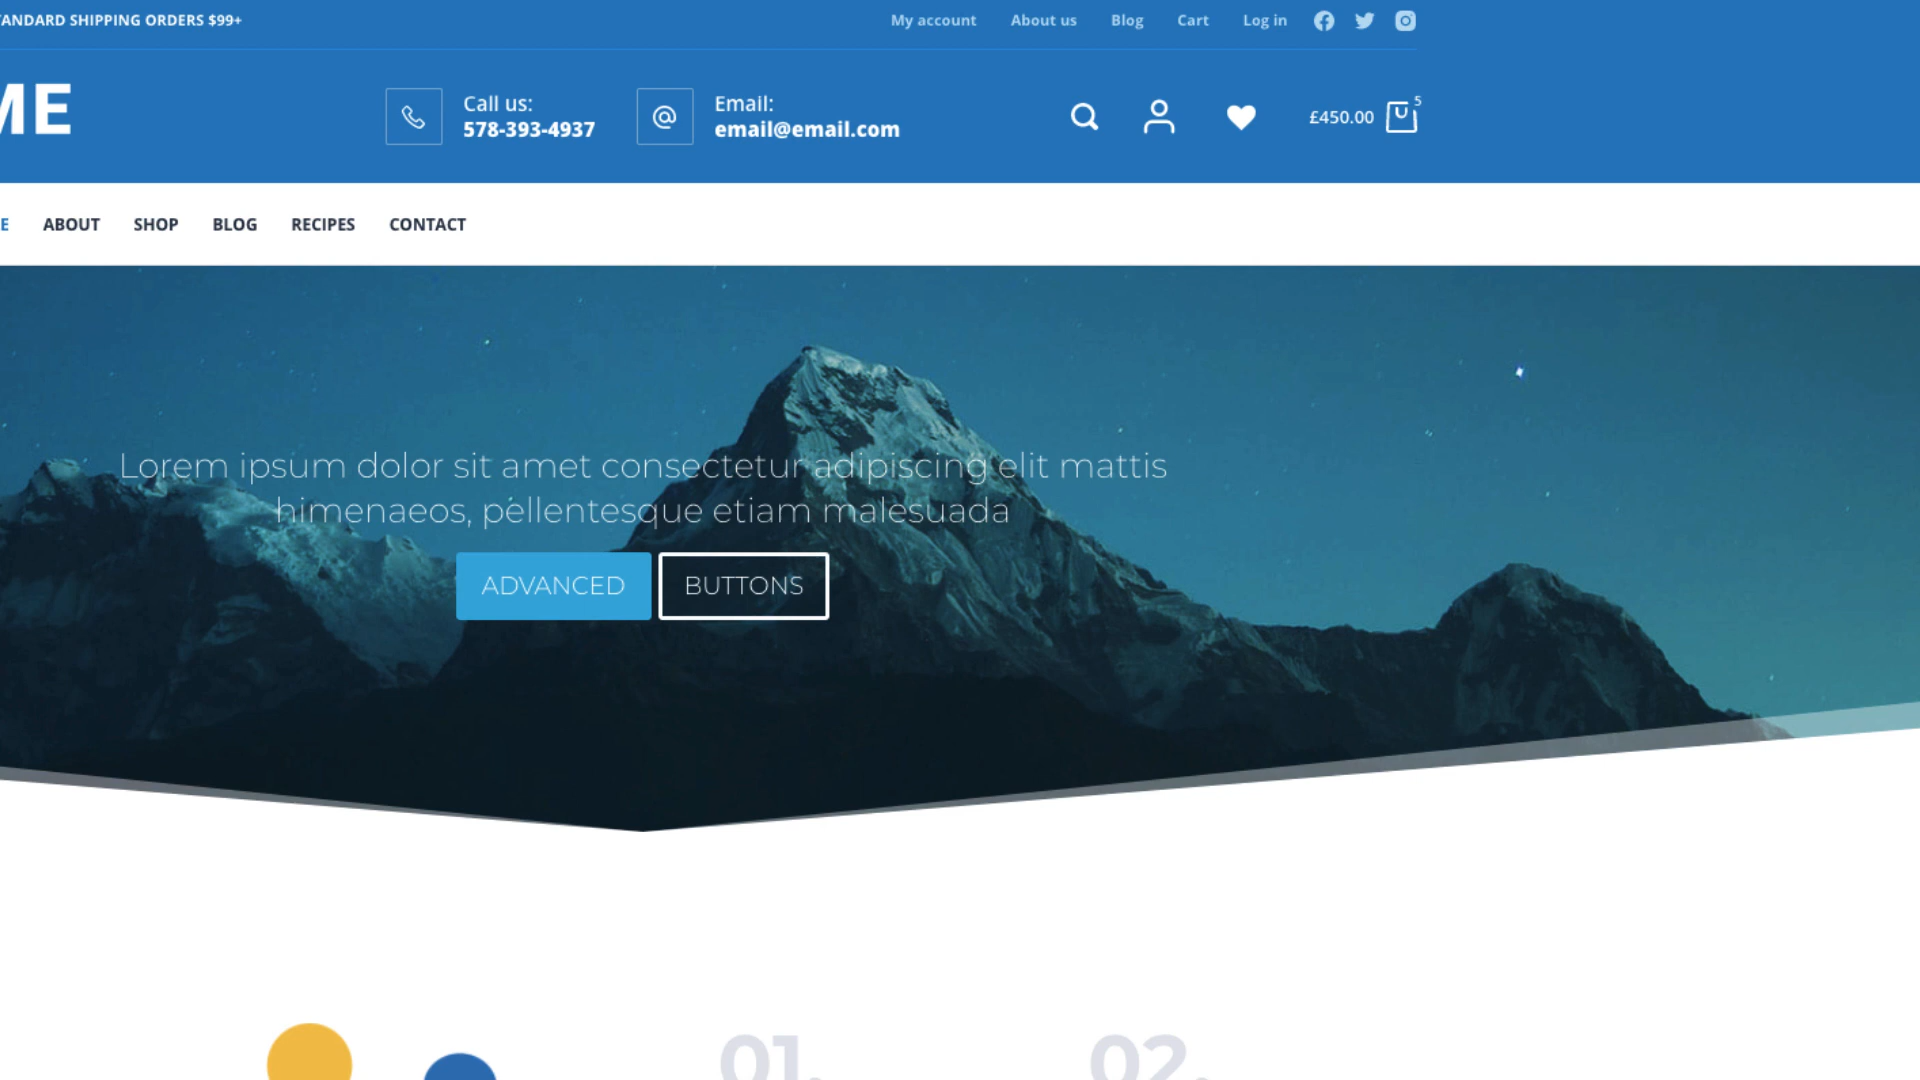 TANDARD SHIPPING ORDERS $99+
My account About us Blog Cart Log in
ME
Call us:
578-393-4937
Email:
email@email.com
£450.00 5
E ABOUT SHOP BLOG RECIPES CONTACT
Lorem ipsum dolor sit amet consectetur adipiscing elit mattis
himenaeos, pellentesque etiam malesuada
ADVANCED BUTTONS
01. 02.